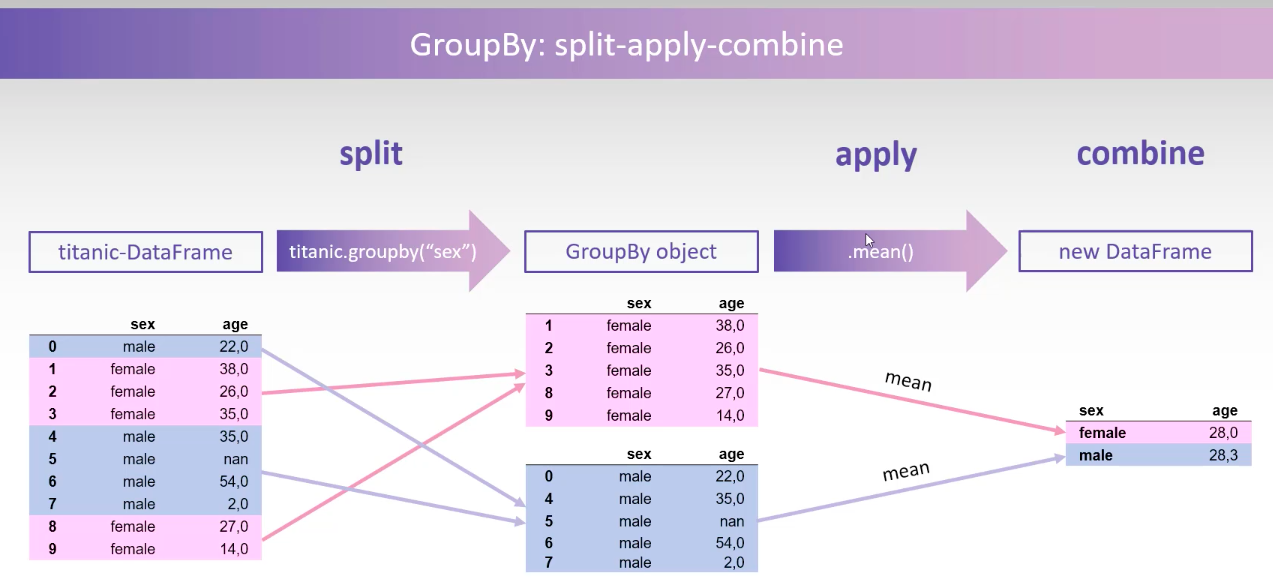 GroupBy: split-apply-combine
split
apply
combine
titanic-DataFrame
titanic.groupby(“sex”)
GroupBy object
.mean()
new DataFrame
sex age
0 male 22,0
1 female 38,0
2 female 26,0
3 female 35,0
4 male 35,0
5 male nan
6 male 54,0
7 male 2,0
8 female 27,0
9 female 14,0
sex age
1 female 38,0
2 female 26,0
3 female 35,0
8 female 27,0
9 female 14,0
sex age
0 male 22,0
4 male 35,0
5 male nan
6 male 54,0
7 male 2,0
mean
mean
sex age
female 28,0
male 28,3